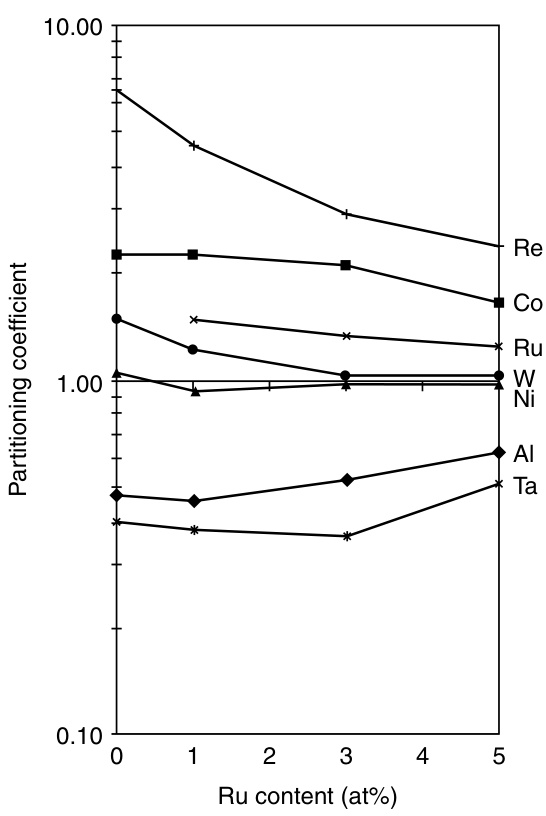 10.00
Partitioning coefficient
Re
Co
Ru
1.00
W
Ni
Al
Ta
0.10
0 1 2 3 4 5
Ru content (at%)